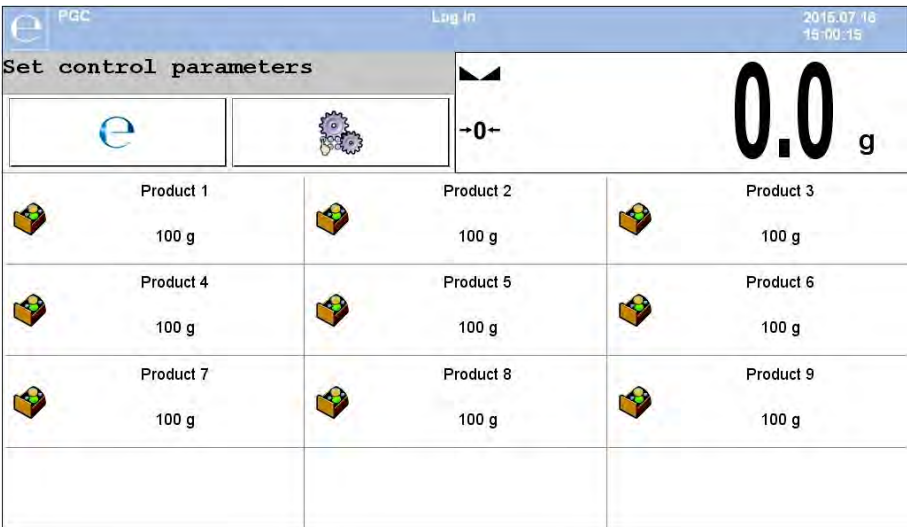 e PGC Log in 2015.07.16
15:00:15
Set control parameters
e
→0←
0.0 g
Product 1 Product 2 Product 3
100 g 100 g 100 g
Product 4 Product 5 Product 6
100 g 100 g 100 g
Product 7 Product 8 Product 9
100 g 100 g 100 g